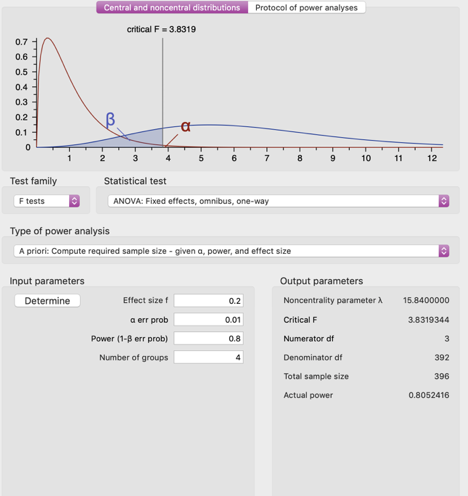 Central and noncentral distributions Protocol of power analyses
critical F = 3.8319
0.7
0.6
0.5
0.4
0.3
0.2
0.1
0
β α
1 2 3 4 5 6 7 8 9 10 11 12
Test family Statistical test
F tests ANOVA: Fixed effects, omnibus, one-way
Type of power analysis
A priori: Compute required sample size - given α, power, and effect size
Input parameters Output parameters
Determine Effect size f 0.2 Noncentrality parameter λ 15.8400000
α err prob 0.01 Critical F 3.8319344
Power (1-β err prob) 0.8 Numerator df 3
Number of groups 4 Denominator df 392
Total sample size 396
Actual power 0.8052416